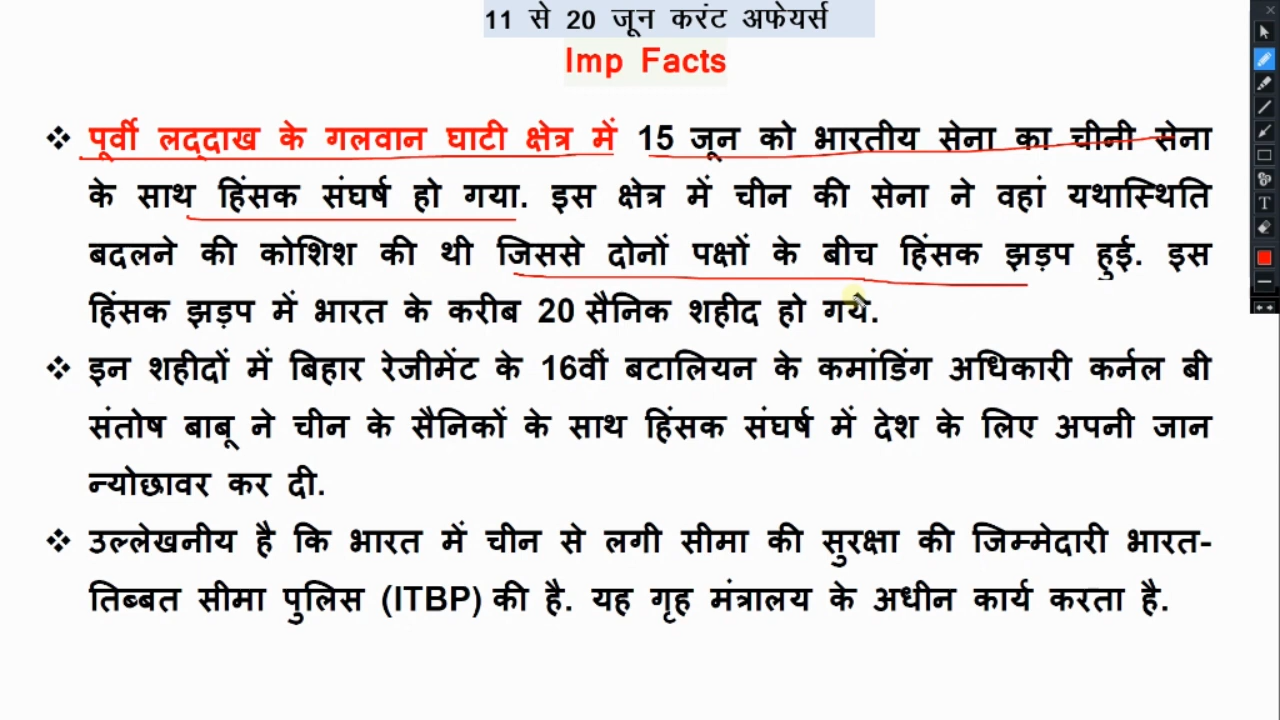 11 से 20 जून करंट अफेयर्स
Imp Facts
❖ पूर्वी लद्दाख के गलवान घाटी क्षेत्र में 15 जून को भारतीय सेना का चीनी सेना
के साथ हिंसक संघर्ष हो गया. इस क्षेत्र में चीन की सेना ने वहां यथास्थिति
बदलने की कोशिश की थी जिससे दोनों पक्षों के बीच हिंसक झड़प हुई. इस
हिंसक झड़प में भारत के करीब 20 सैनिक शहीद हो गये.
❖ इन शहीदों में बिहार रेजीमेंट के 16वीं बटालियन के कमांडिंग अधिकारी कर्नल बी
संतोष बाबू ने चीन के सैनिकों के साथ हिंसक संघर्ष में देश के लिए अपनी जान
न्योछावर कर दी.
❖ उल्लेखनीय है कि भारत में चीन से लगी सीमा की सुरक्षा की जिम्मेदारी भारत-
तिब्बत सीमा पुलिस (ITBP) की है. यह गृह मंत्रालय के अधीन कार्य करता है.
T